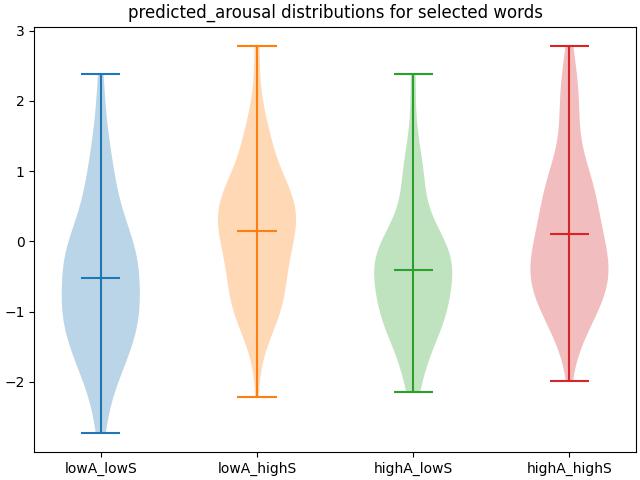 predicted_arousal distributions for selected words
3
2
1
0
−1
−2
lowA_lowS
lowA_highS
highA_lowS
highA_highS